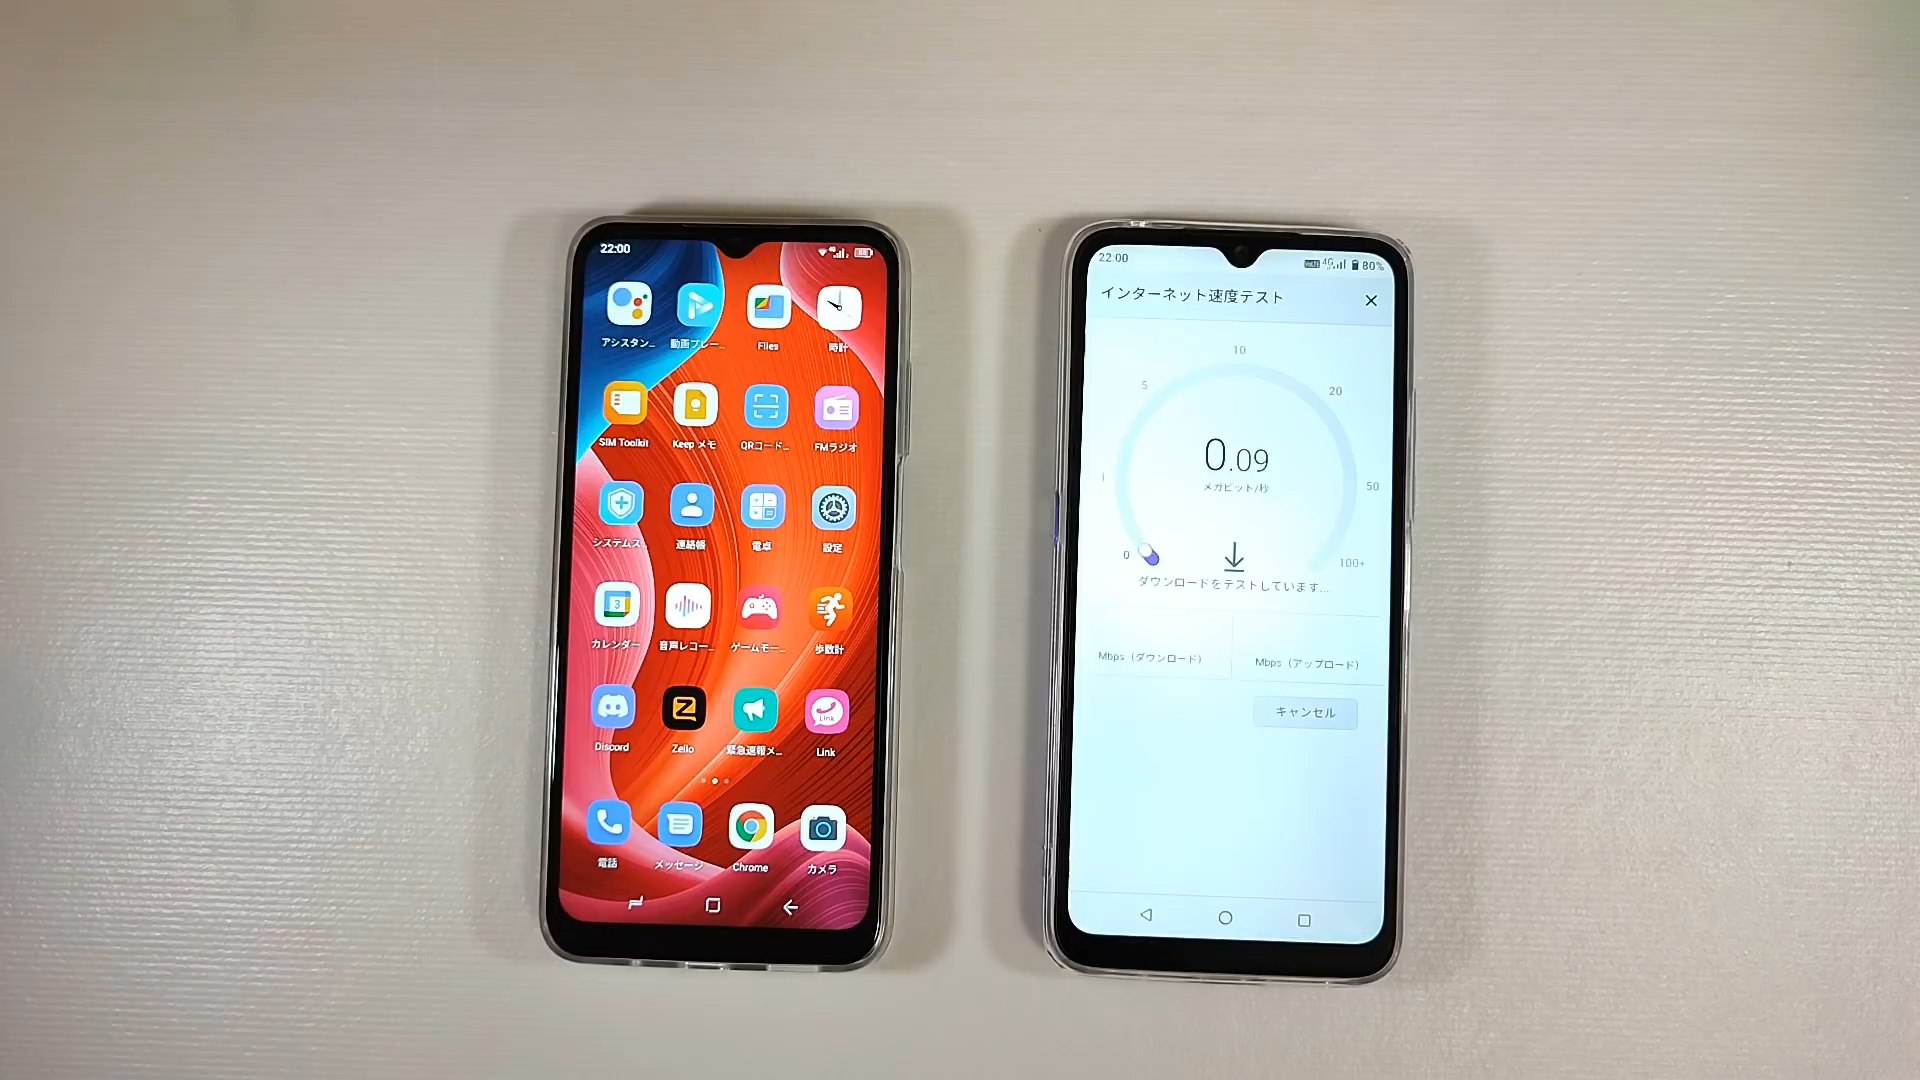 22:00
アシスタン…
動画プレー…
Files
時計
SIM Toolkit
Keep メモ
QRコード…
FMラジオ
システムス…
連絡帳
電卓
設定
3
カレンダー
音声レコー…
ゲームモー…
歩数計
Discord
Zello
緊急速報メ…
Link
Link
電話
メッセージ
Chrome
カメラ
22:00
4G
80%
インターネット速度テスト
0
1
5
10
20
50
100+
0.09
メガビット/秒
ダウンロードをテストしています...
Mbps (ダウンロード)
Mbps (アップロード)
キャンセル